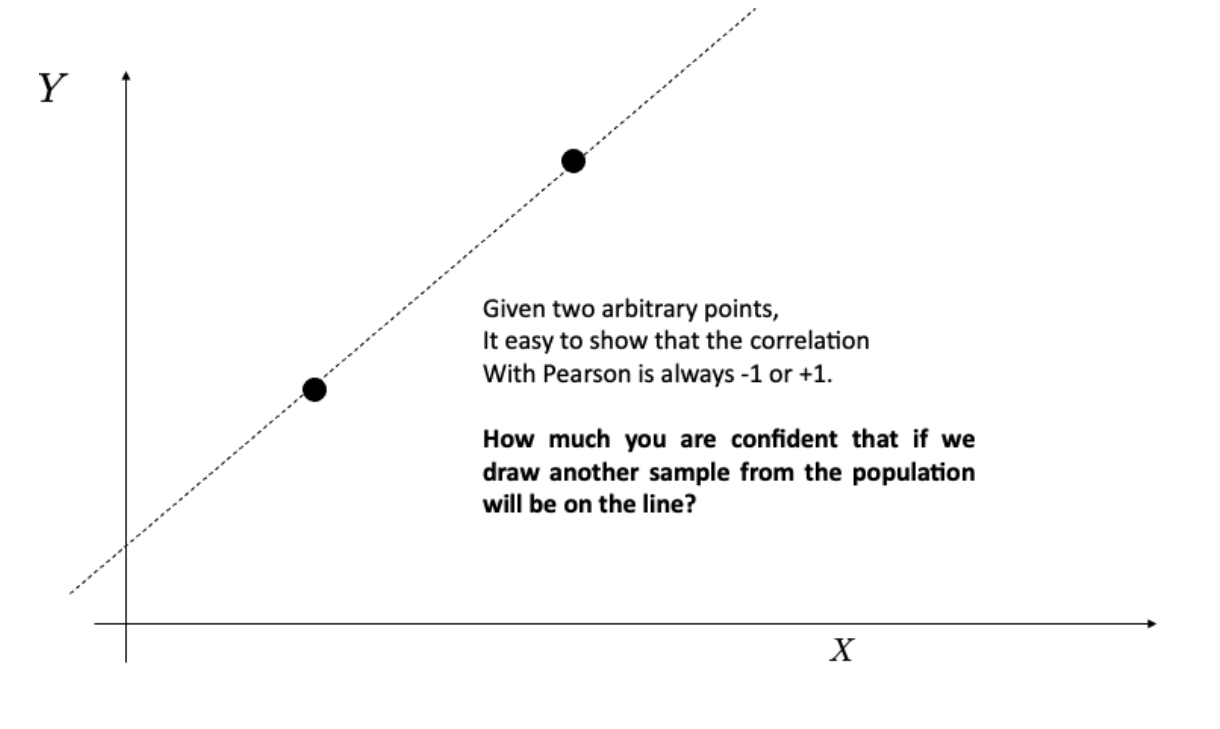 Y
Given two arbitrary points,
It easy to show that the correlation
With Pearson is always -1 or +1.
How much you are confident that if we
draw another sample from the population
will be on the line?
X